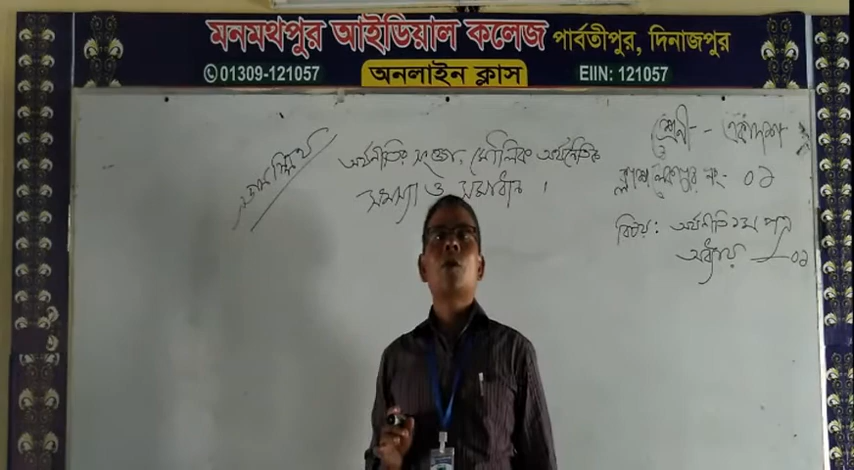 মনমথপুর আইডিয়াল কলেজ পার্বতীপুর, দিনাজপুর
01309-121057
অনলাইন ক্লাস
EIIN: 121057
শ্রেণী - একাদশ
অর্থনীতির সংজ্ঞা, মৌলিক অর্থনৈতিক
সমস্যা ও সমাধান ।
ক্লাশ লেকচার নং- ০১
বিষয়: অর্থনীতি ১ম পত্র
অধ্যায় - ০১